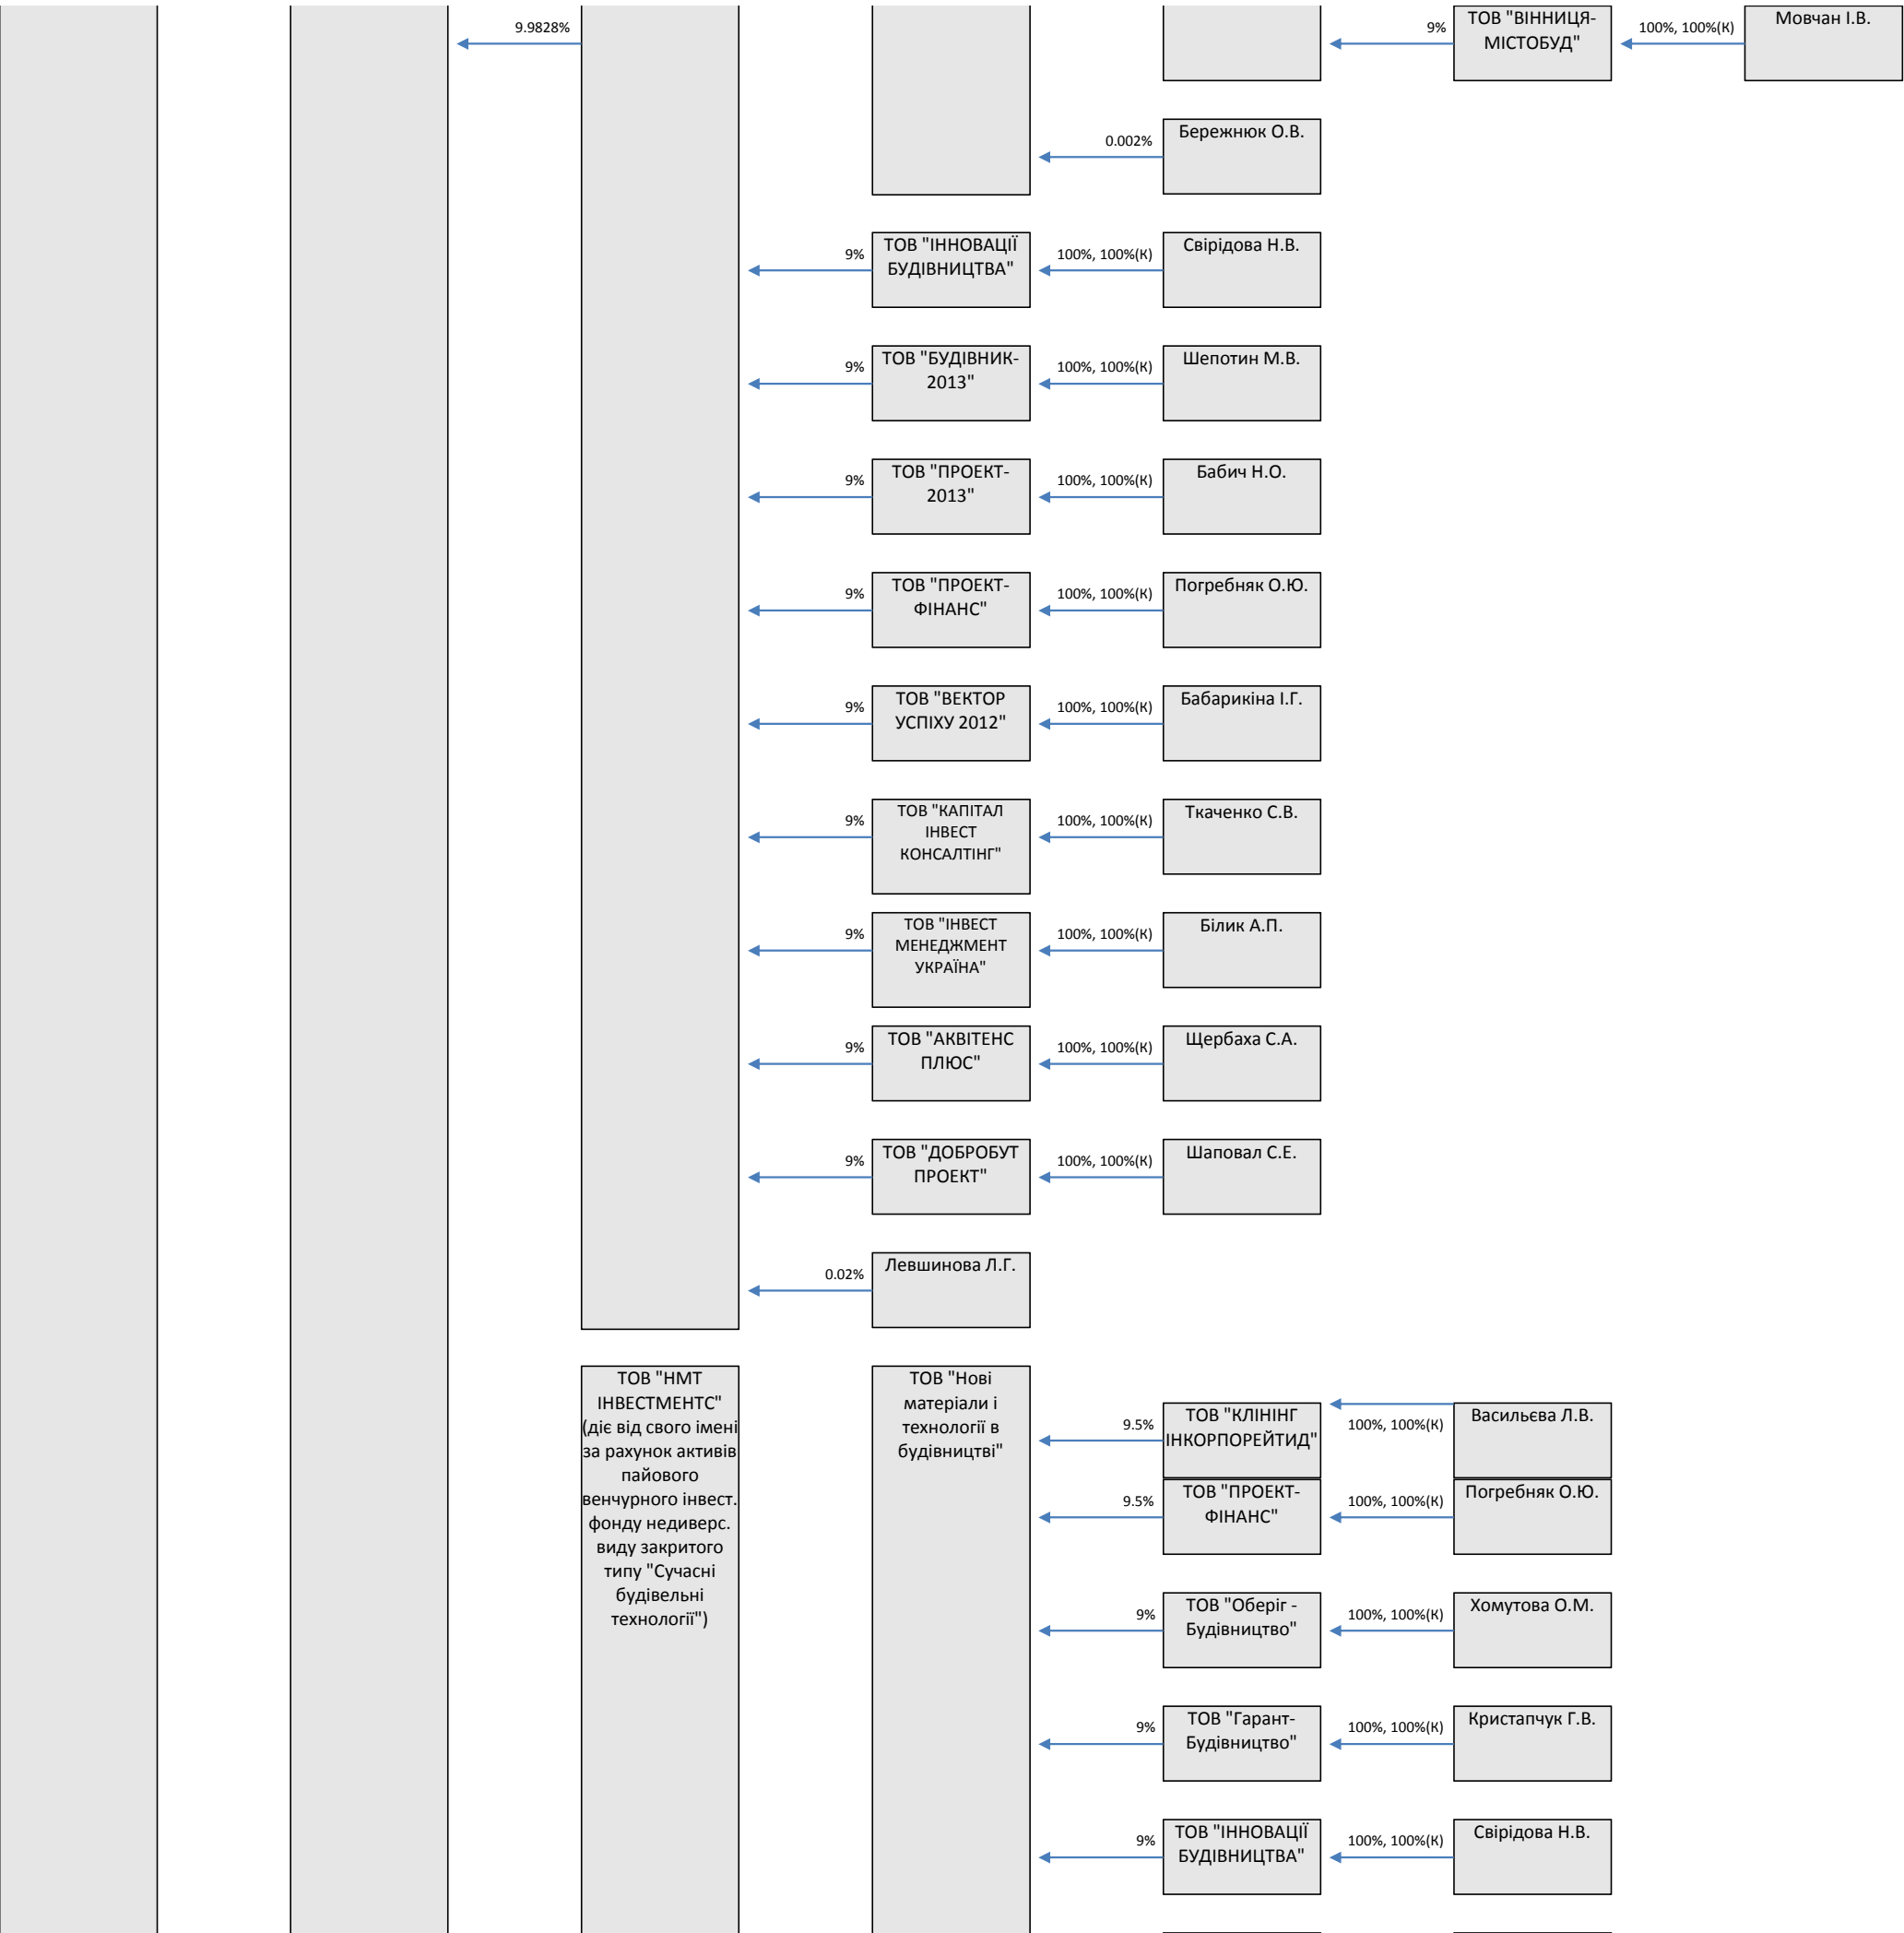 9.9828%
9%
ТОВ "ВІННИЦЯ-
МІСТОБУД"
100%, 100%(К)
Мовчан І.В.
0.002%
Бережнюк О.В.
9%
ТОВ "ІННОВАЦІЇ
БУДІВНИЦТВА"
100%, 100%(К)
Свірідова Н.В.
9%
ТОВ "БУДІВНИК-
2013"
100%, 100%(К)
Шепотин М.В.
9%
ТОВ "ПРОЕКТ-
2013"
100%, 100%(К)
Бабич Н.О.
9%
ТОВ "ПРОЕКТ-
ФІНАНС"
100%, 100%(К)
Погребняк О.Ю.
9%
ТОВ "ВЕКТОР
УСПІХУ 2012"
100%, 100%(К)
Бабарикіна І.Г.
9%
ТОВ "КАПІТАЛ
ІНВЕСТ
КОНСАЛТІНГ"
100%, 100%(К)
Ткаченко С.В.
9%
ТОВ "ІНВЕСТ
МЕНЕДЖМЕНТ
УКРАЇНА"
100%, 100%(К)
Білик А.П.
9%
ТОВ "АКВІТЕНС
ПЛЮС"
100%, 100%(К)
Щербаха С.А.
9%
ТОВ "ДОБРОБУТ
ПРОЕКТ"
100%, 100%(К)
Шаповал С.Е.
0.02%
Левшинова Л.Г.
ТОВ "НМТ
ІНВЕСТМЕНТС"
(діє від свого імені
за рахунок активів
пайового
венчурного інвест.
фонду недиверс.
виду закритого
типу "Сучасні
будівельні
технології")
ТОВ "Нові
матеріали і
технології в
будівництві"
9.5%
ТОВ "КЛІНІНГ
ІНКОРПОРЕЙТИД"
100%, 100%(К)
Васильєва Л.В.
9.5%
ТОВ "ПРОЕКТ-
ФІНАНС"
100%, 100%(К)
Погребняк О.Ю.
9%
ТОВ "Оберіг -
Будівництво"
100%, 100%(К)
Хомутова О.М.
9%
ТОВ "Гарант-
Будівництво"
100%, 100%(К)
Кристапчук Г.В.
9%
ТОВ "ІННОВАЦІЇ
БУДІВНИЦТВА"
100%, 100%(К)
Свірідова Н.В.